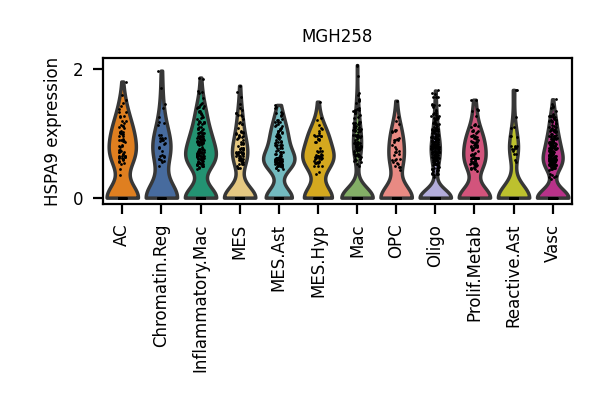 MGH258
HSPA9 expression
2
0
AC
Chromatin.Reg
Inflammatory.Mac
MES
MES.Ast
MES.Hyp
Mac
OPC
Oligo
Prolif.Metab
Reactive.Ast
Vasc